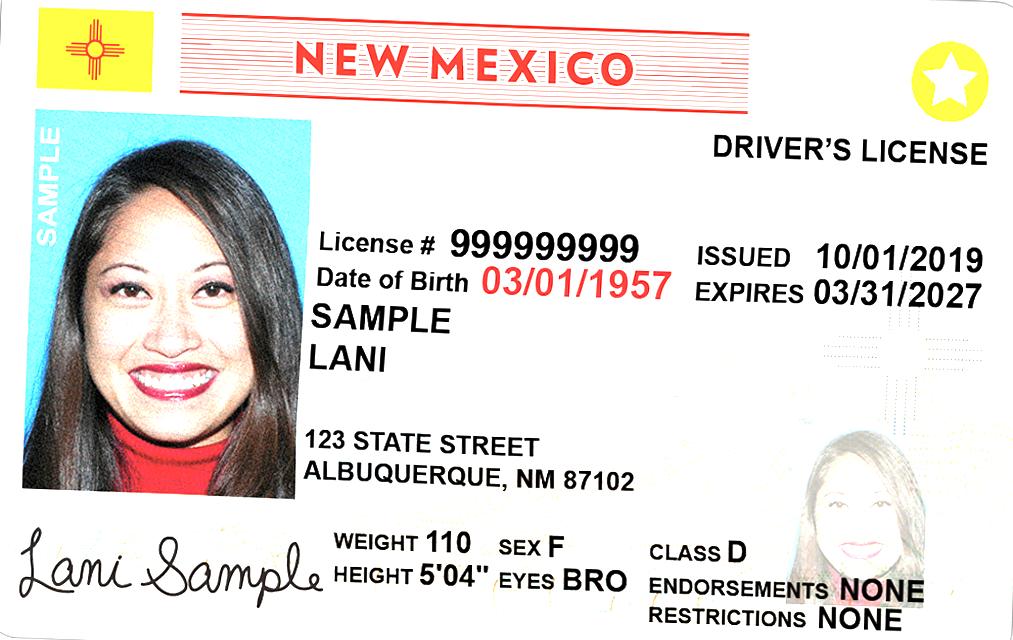 NEW MEXICO
DRIVER'S LICENSE
SAMPLE
License # 999999999
Date of Birth 03/01/1957
ISSUED 10/01/2019
EXPIRES 03/31/2027
SAMPLE
LANI
123 STATE STREET
ALBUQUERQUE, NM 87102
Lani Sample
WEIGHT 110 SEX F
HEIGHT 5'04" EYES BRO
CLASS D
ENDORSEMENTS NONE
RESTRICTIONS NONE